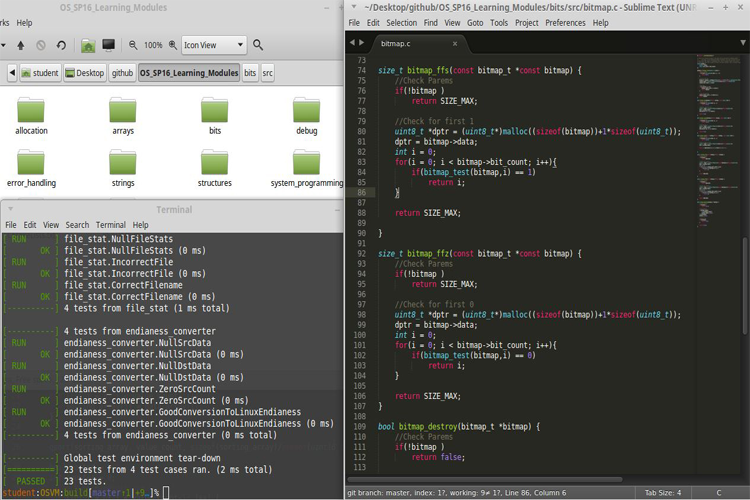 OS_SP16_Learning_Modules
rks Help
100% Icon View
student Desktop github OS_SP16_Learning_Modules bits src
allocation arrays bits debug
error_handling strings structures system_programming
Terminal
File Edit View Search Terminal Help
[ RUN ] file_stat.NullFileStats
[ OK ] file_stat.NullFileStats (0 ms)
[ RUN ] file_stat.IncorrectFile
[ OK ] file_stat.IncorrectFile (0 ms)
[ RUN ] file_stat.CorrectFilename
[ OK ] file_stat.CorrectFilename (0 ms)
[----------] 4 tests from file_stat (1 ms total)
[----------] 4 tests from endianess_converter
[ RUN ] endianess_converter.NullSrcData
[ OK ] endianess_converter.NullSrcData (0 ms)
[ RUN ] endianess_converter.NullDstData
[ OK ] endianess_converter.NullDstData (0 ms)
[ RUN ] endianess_converter.ZeroSrcCount
[ OK ] endianess_converter.ZeroSrcCount (0 ms)
[ RUN ] endianess_converter.GoodConversionToLinuxEndianess
[ OK ] endianess_converter.GoodConversionToLinuxEndianess (0 ms)
[----------] 4 tests from endianess_converter (0 ms total)
[----------] Global test environment tear-down
[==========] 23 tests from 4 test cases ran. (2 ms total)
[ PASSED ] 23 tests.
student:OSVM:build[master↑1|+9…]%
~/Desktop/github/OS_SP16_Learning_Modules/bits/src/bitmap.c - Sublime Text (UNR
File Edit Selection Find View Goto Tools Project Preferences Help
bitmap.c
73
74 size_t bitmap_ffs(const bitmap_t *const bitmap) {
75 //Check Parems
76 if(!bitmap )
77 return SIZE_MAX;
78
79 //Check for first 1
80 uint8_t *dptr = (uint8_t*)malloc((sizeof(bitmap))+1*sizeof(uint8_t));
81 dptr = bitmap->data;
82 int i = 0;
83 for(i = 0; i < bitmap->bit_count; i++){
84 if(bitmap_test(bitmap,i) == 1)
85 return i;
86 }
87
88 return SIZE_MAX;
89
90 }
91
92 size_t bitmap_ffz(const bitmap_t *const bitmap) {
93 //Check Parems
94 if(!bitmap )
95 return SIZE_MAX;
96
97 //Check for first 0
98 uint8_t *dptr = (uint8_t*)malloc((sizeof(bitmap))+1*sizeof(uint8_t));
99 dptr = bitmap->data;
100 int i = 0;
101 for(i = 0; i < bitmap->bit_count; i++){
102 if(bitmap_test(bitmap,i) == 0)
103 return i;
104 }
105
106 return SIZE_MAX;
107 }
108
109 bool bitmap_destroy(bitmap_t *bitmap) {
110 //Check Parems
111 if(!bitmap )
112 return false;
113
git branch: master, index: 1?, working: 9≠ 1?, Line 86, Column 6 Tab Size: 4 C